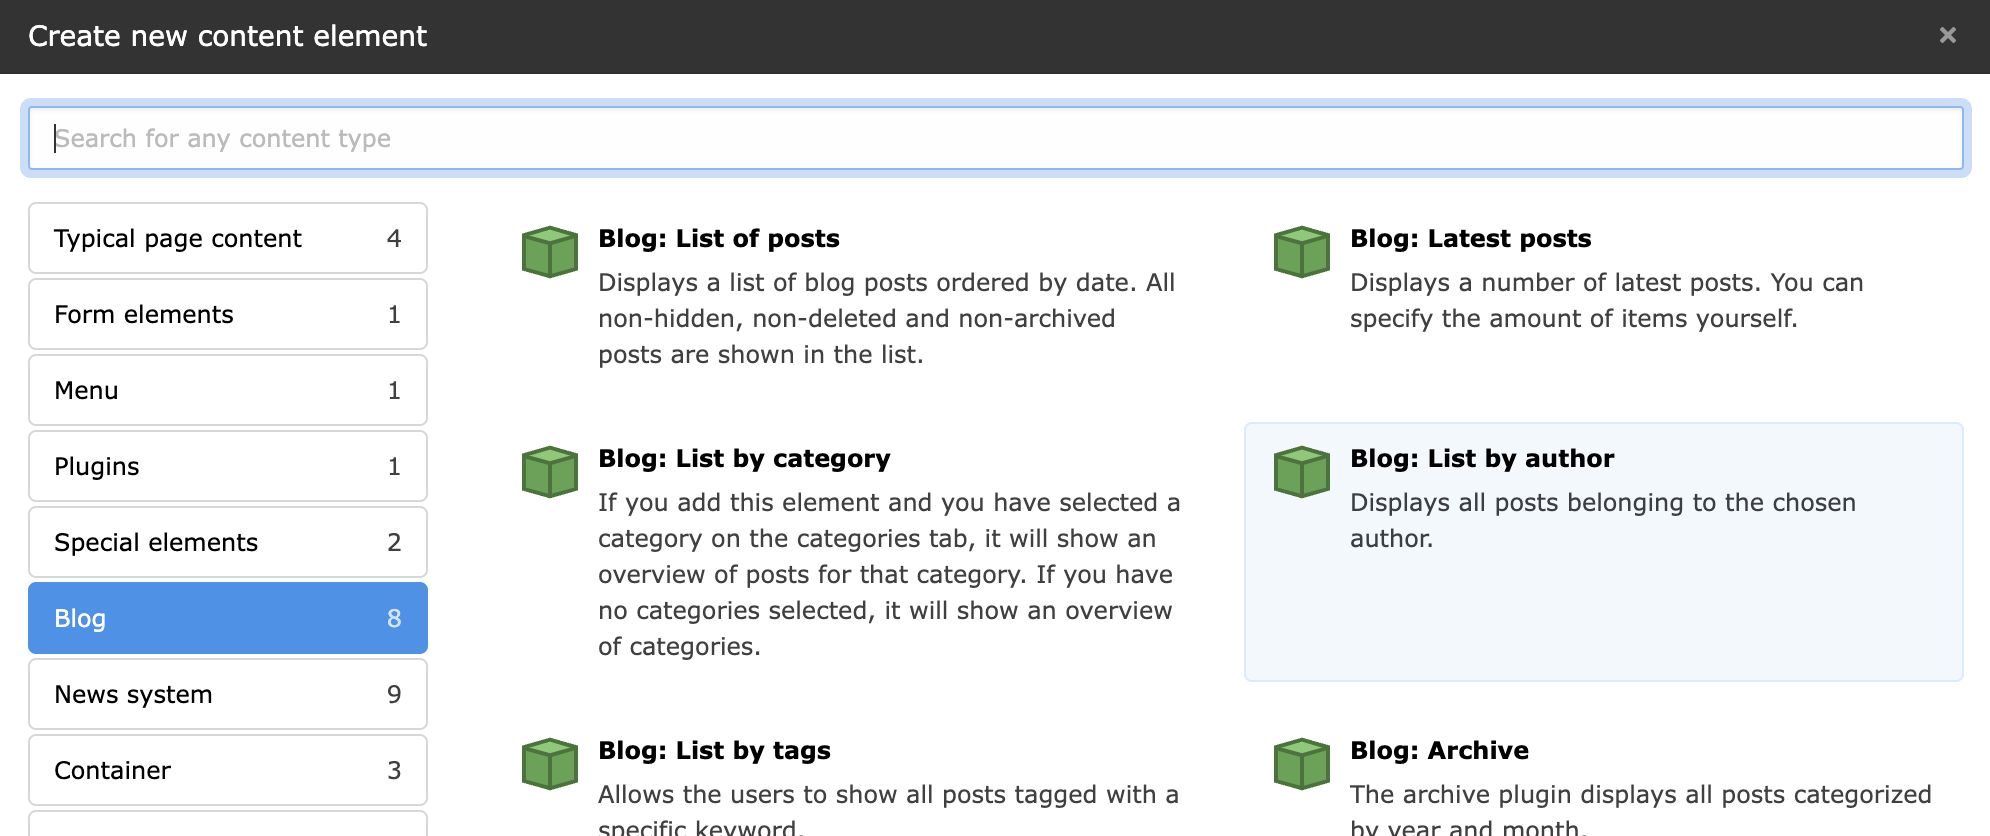 Create new content element
×
Search for any content type
Typical page content 4
Form elements 1
Menu 1
Plugins 1
Special elements 2
Blog 8
News system 9
Container 3
Blog: List of posts
Displays a list of blog posts ordered by date. All
non-hidden, non-deleted and non-archived
posts are shown in the list.
Blog: Latest posts
Displays a number of latest posts. You can
specify the amount of items yourself.
Blog: List by category
If you add this element and you have selected a
category on the categories tab, it will show an
overview of posts for that category. If you have
no categories selected, it will show an overview
of categories.
Blog: List by author
Displays all posts belonging to the chosen
author.
Blog: List by tags
Allows the users to show all posts tagged with a
specific keyword.
Blog: Archive
The archive plugin displays all posts categorized
by year and month.